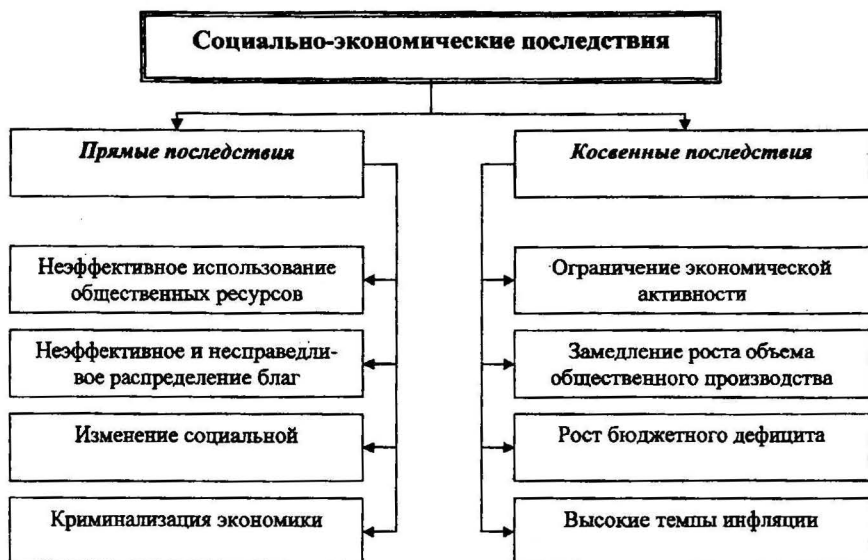 Социально-экономические последствия
Прямые последствия
Неэффективное использование
общественных ресурсов
Неэффективное и несправедли-
вое распределение благ
Изменение социальной
Криминализация экономики
Косвенные последствия
Ограничение экономической
активности
Замедление роста объема
общественного производства
Рост бюджетного дефицита
Высокие темпы инфляции